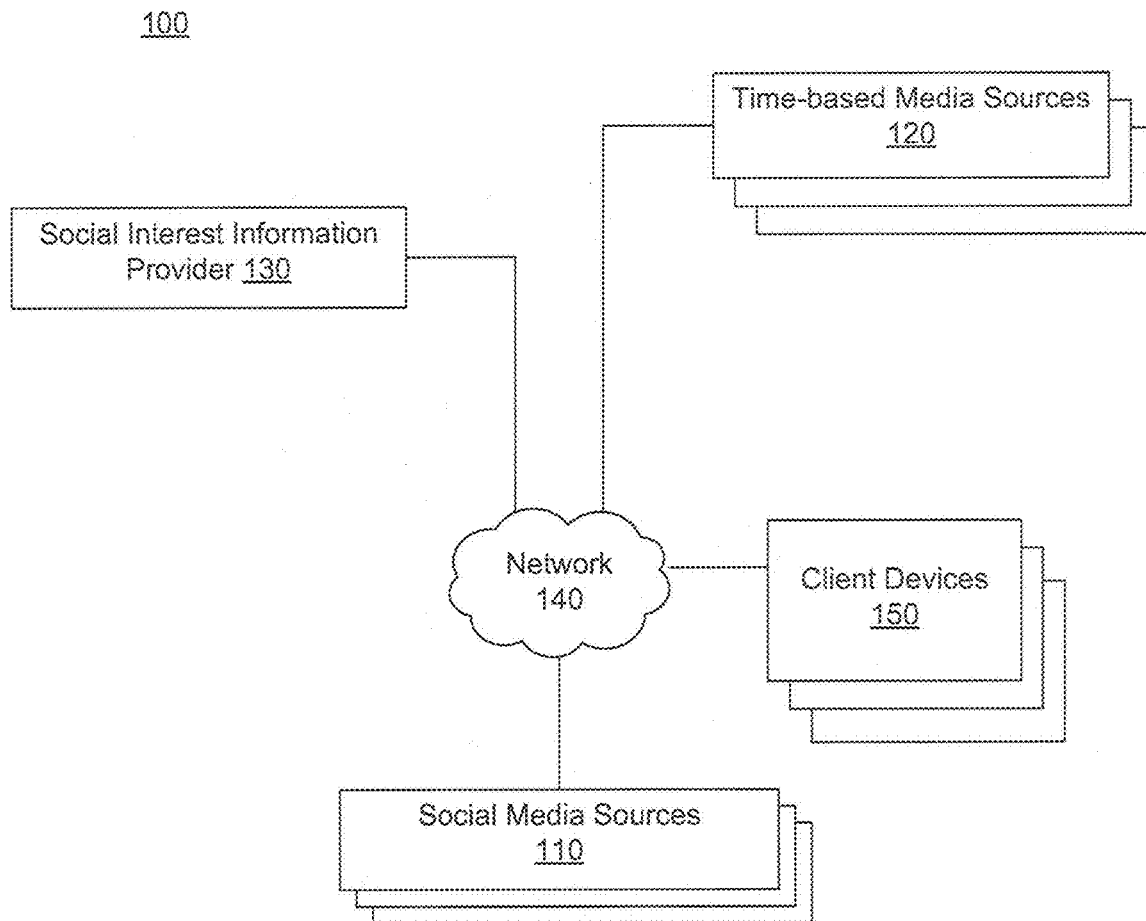 100
Time-based Media Sources
120
Social Interest Information
Provider 130
Network
140
Client Devices
150
Social Media Sources
110